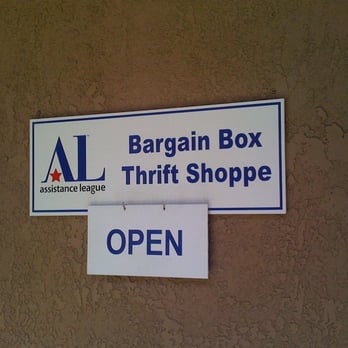 AL
assistance league
Bargain Box
Thrift Shoppe
OPEN